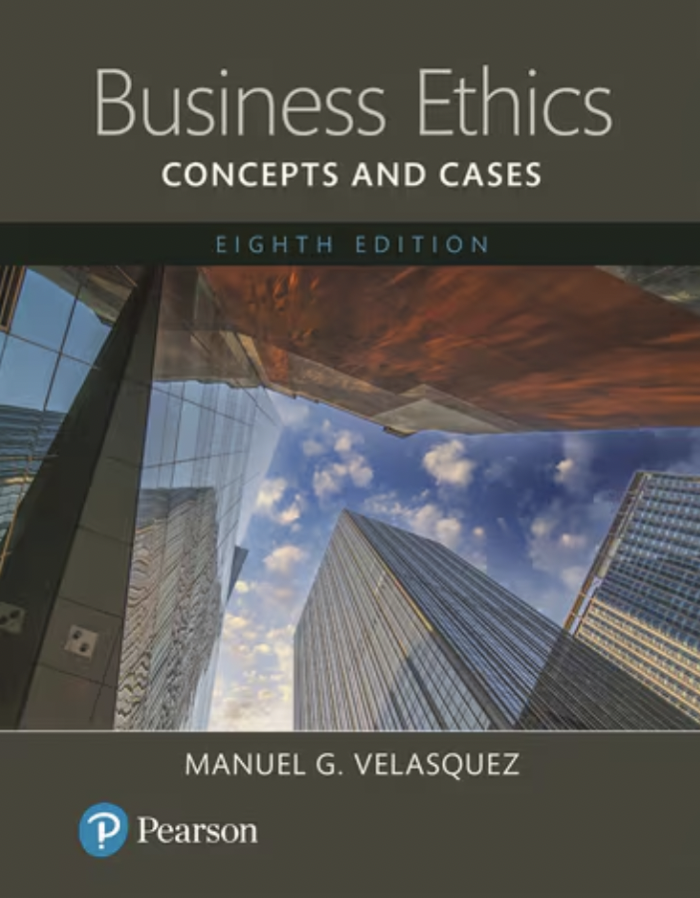 Business Ethics
CONCEPTS AND CASES
EIGHTH EDITION
MANUEL G. VELASQUEZ
Pearson